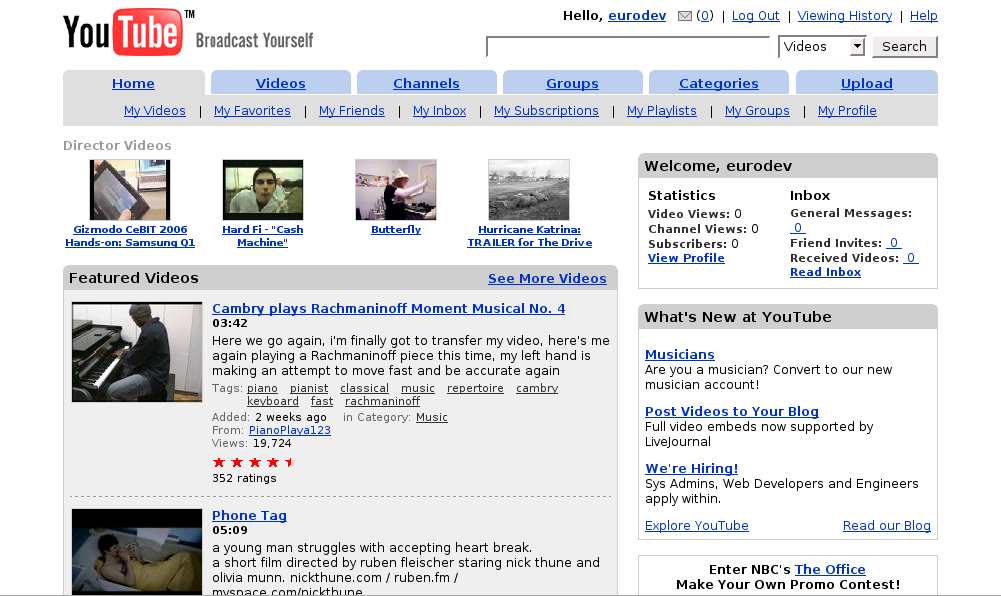 YouTube™ Broadcast Yourself
Hello, eurodev (0) | Log Out | Viewing History | Help
Videos Search
Home Videos Channels Groups Categories Upload
My Videos | My Favorites | My Friends | My Inbox | My Subscriptions | My Playlists | My Groups | My Profile
Director Videos
Gizmodo CeBIT 2006
Hands-on: Samsung Q1
Hard Fi - "Cash
Machine"
Butterfly
Hurricane Katrina:
TRAILER for The Drive
Featured Videos See More Videos
Cambry plays Rachmaninoff Moment Musical No. 4
03:42
Here we go again, i'm finally got to transfer my video, here's me
again playing a Rachmaninoff piece this time, my left hand is
making an attempt to move fast and be accurate again
Tags: piano pianist classical music repertoire cambry
keyboard fast rachmaninoff
Added: 2 weeks ago in Category: Music
From: PianoPlaya123
Views: 19,724
352 ratings
Phone Tag
05:09
a young man struggles with accepting heart break.
a short film directed by ruben fleischer staring nick thune and
olivia munn. nickthune.com / ruben.fm /
myspace.com/nickthune
Welcome, eurodev
Statistics
Video Views: 0
Channel Views: 0
Subscribers: 0
View Profile
Inbox
General Messages:
0
Friend Invites: 0
Received Videos: 0
Read Inbox
What's New at YouTube
Musicians
Are you a musician? Convert to our new
musician account!
Post Videos to Your Blog
Full video embeds now supported by
LiveJournal
We're Hiring!
Sys Admins, Web Developers and Engineers
apply within.
Explore YouTube Read our Blog
Enter NBC's The Office
Make Your Own Promo Contest!